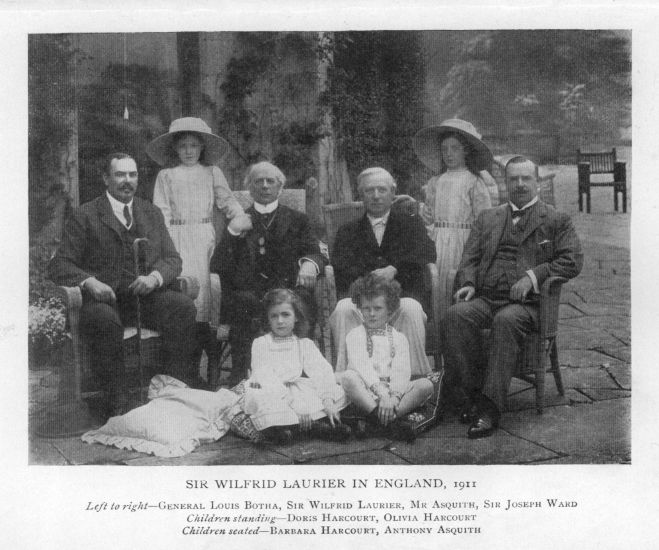 SIR WILFRID LAURIER IN ENGLAND, 1911
Left to right—GENERAL LOUIS BOTHA, SIR WILFRID LAURIER, MR ASQUITH, SIR JOSEPH WARD
Children standing—DORIS HARCOURT, OLIVIA HARCOURT
Children seated—BARBARA HARCOURT, ANTHONY ASQUITH